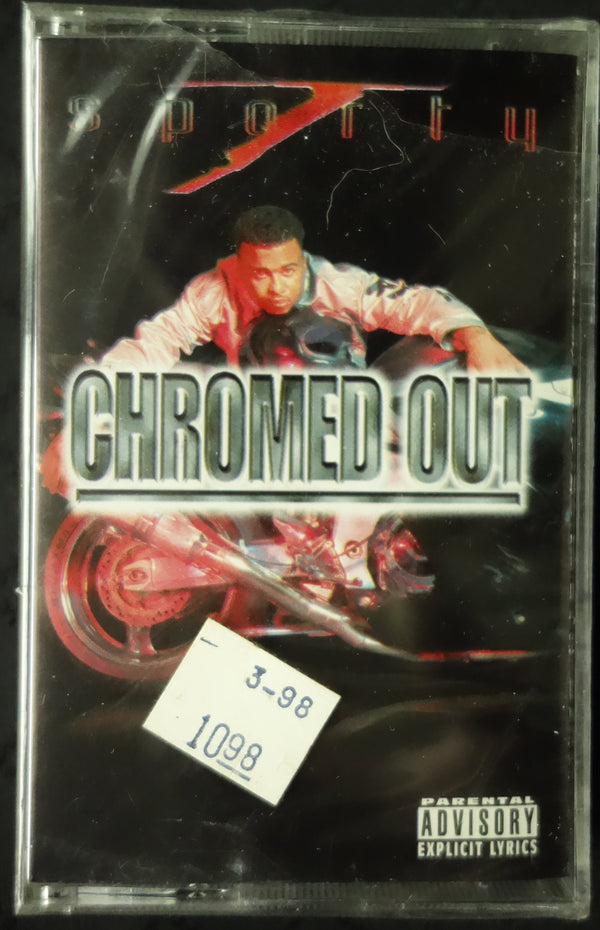 Sporty T
CHROMED OUT
3-98
1098
PARENTAL
ADVISORY
EXPLICIT LYRICS